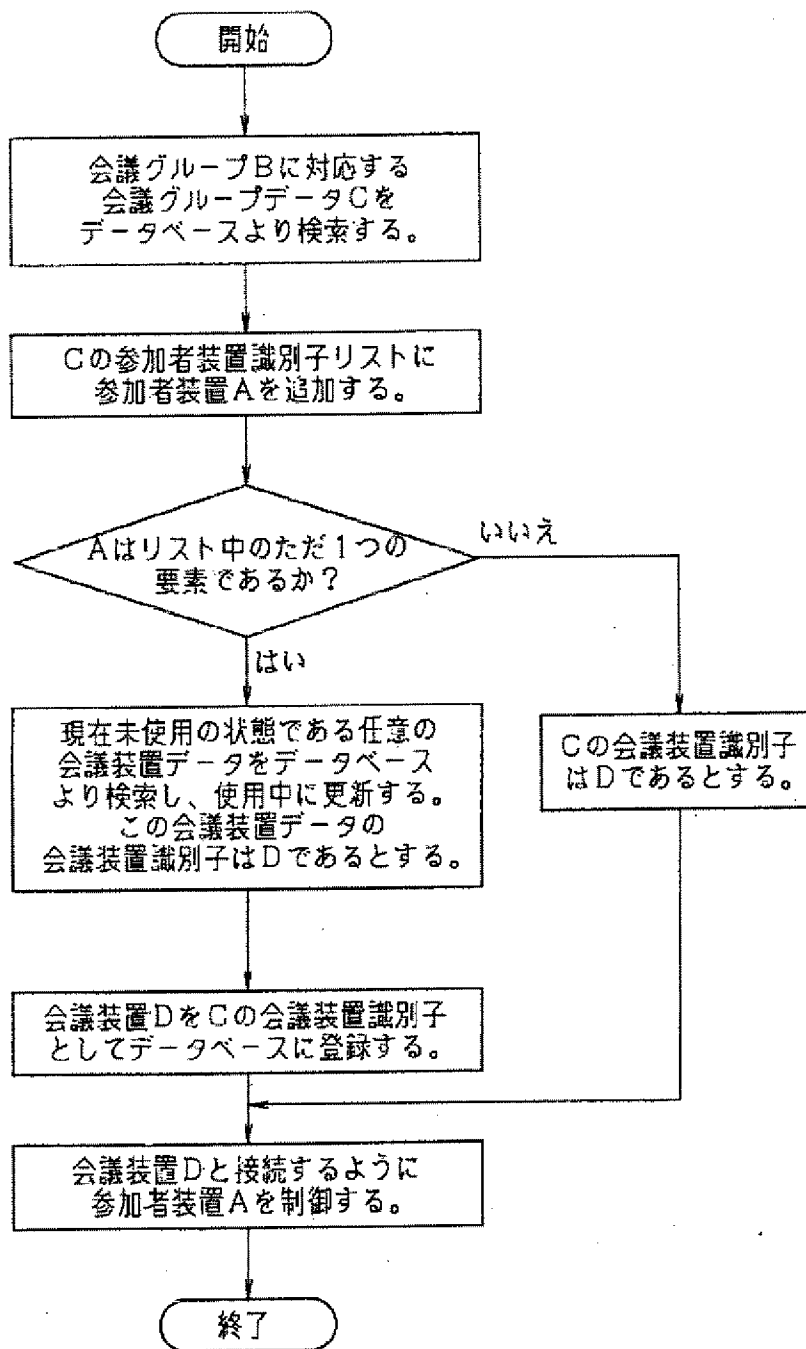 開始
会議グループBに対応する
会議グループデータCを
データベースより検索する。
Cの参加者装置識別子リストに
参加者装置Aを追加する。
Aはリスト中のただ1つの
要素であるか?
いいえ
はい
現在未使用の状態である任意の
会議装置データをデータベース
より検索し、使用中に更新する。
この会議装置データの
会議装置識別子はDであるとする。
Cの会議装置識別子
はDであるとする。
会議装置DをCの会議装置識別子
としてデータベースに登録する。
会議装置Dと接続するように
参加者装置Aを制御する。
終了